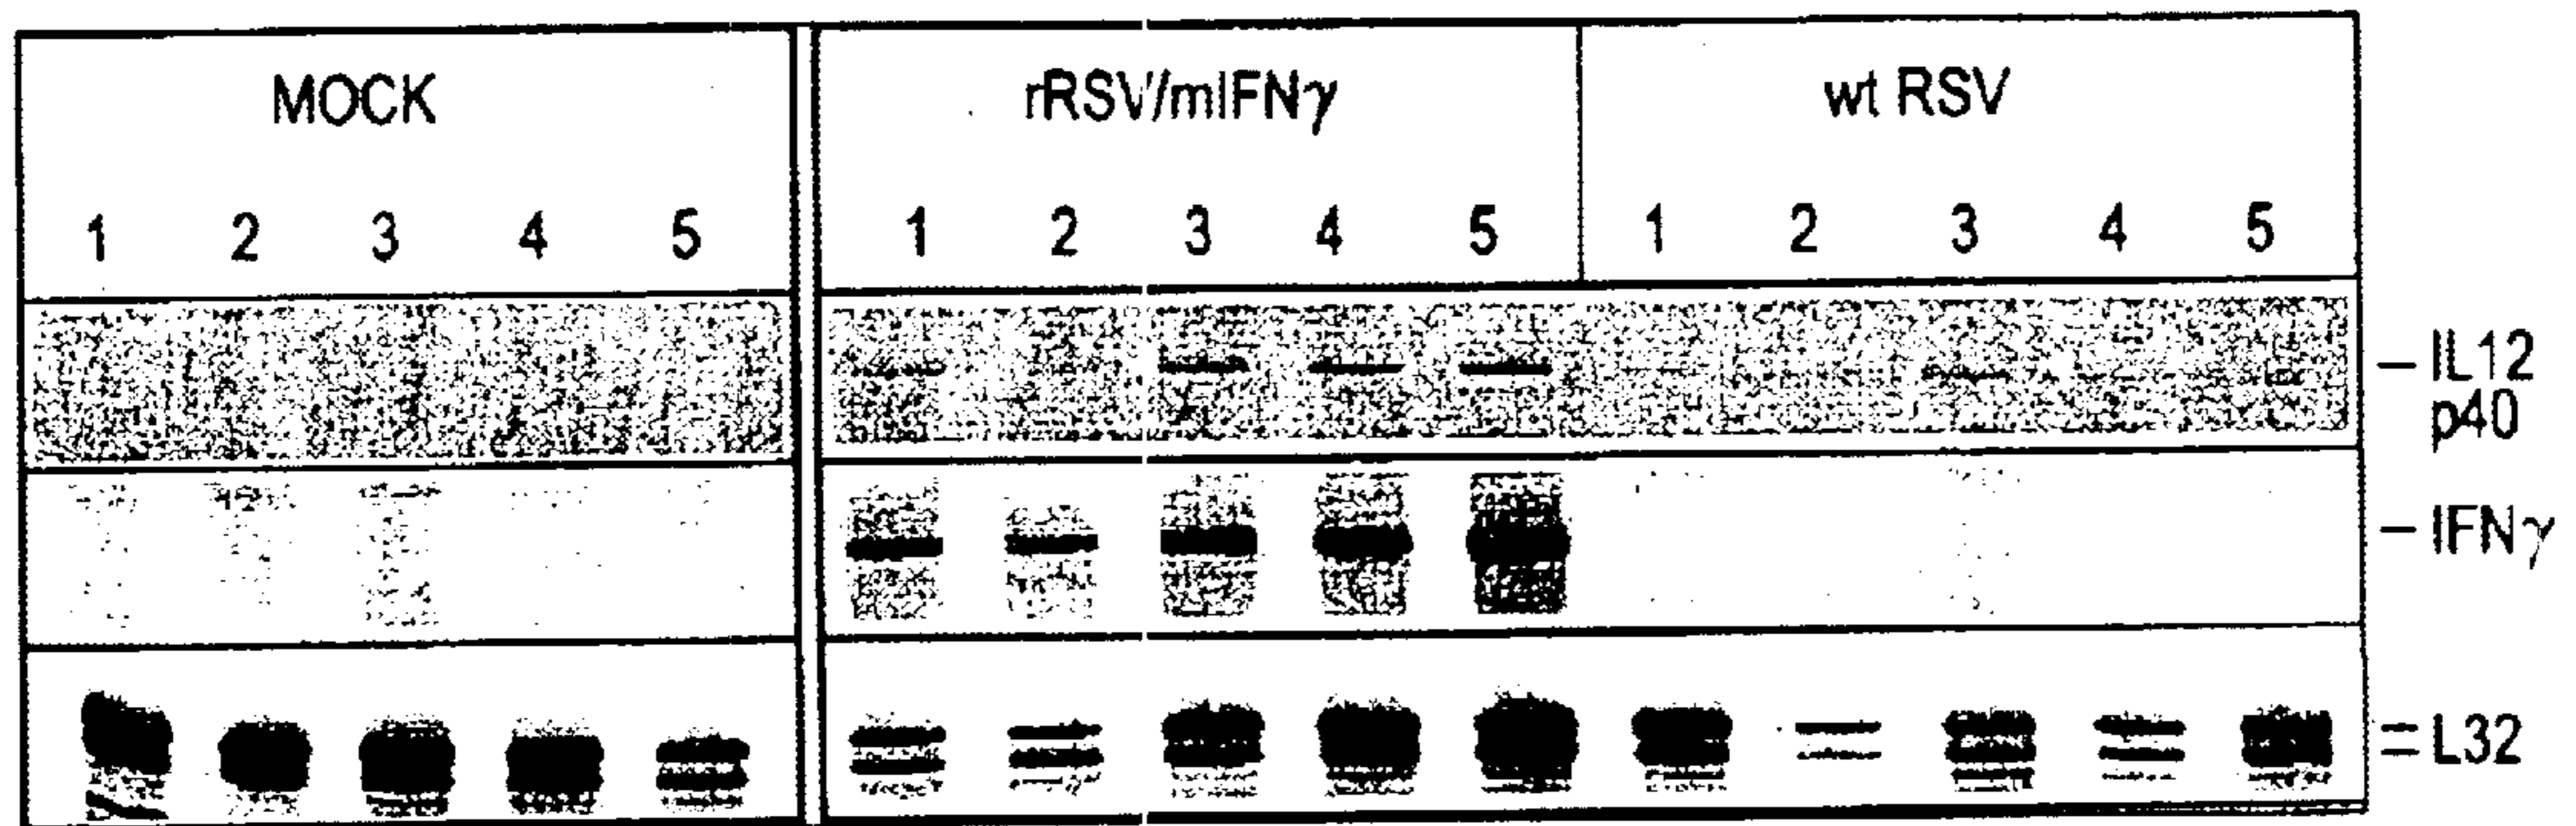 MOCK rRSV/mIFNγ wt RSV
1 2 3 4 5 1 2 3 4 5 1 2 3 4 5
IL12
p40
IFNγ
L32